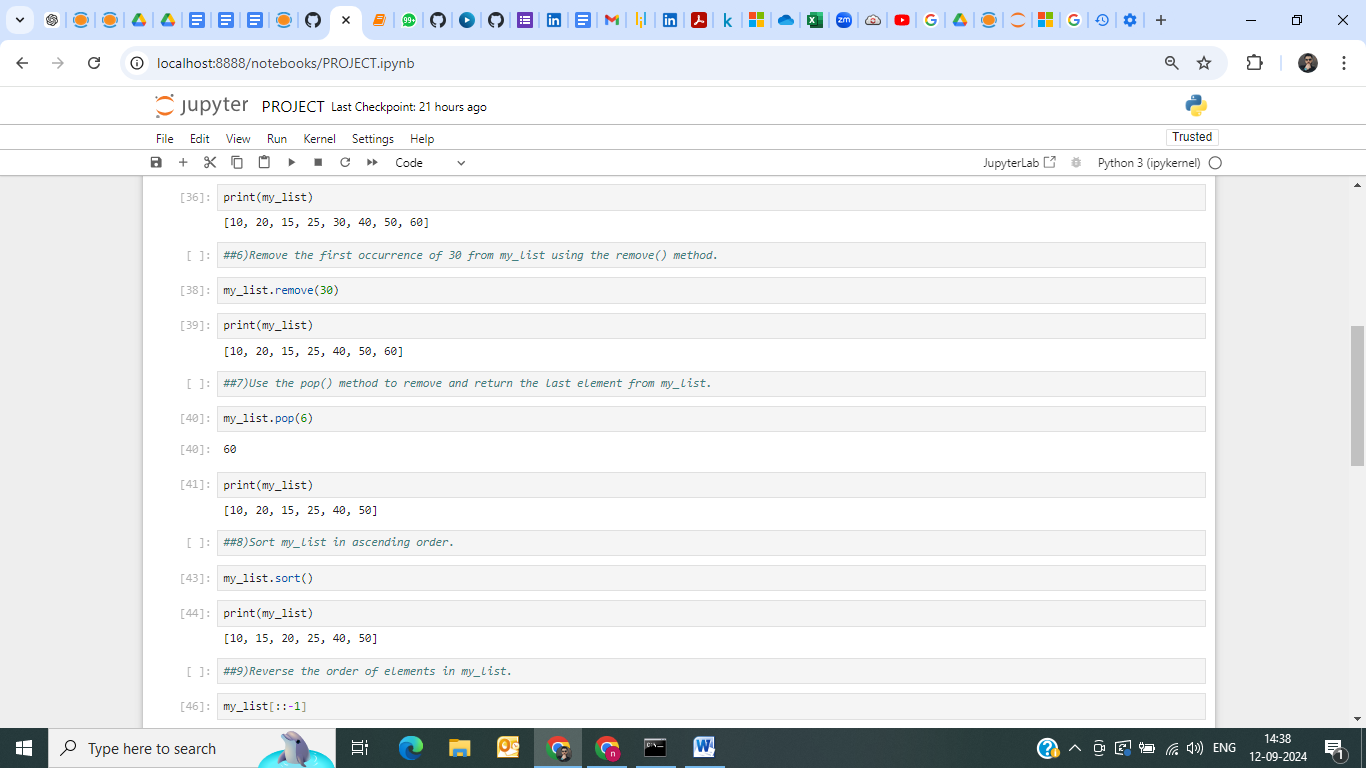 localhost:8888/notebooks/PROJECT.ipynb
jupyter PROJECT Last Checkpoint: 21 hours ago
File Edit View Run Kernel Settings Help Trusted
Code JupyterLab Python 3 (ipykernel)
[36]: print(my_list)
[10, 20, 15, 25, 30, 40, 50, 60]
[ ]: ##6)Remove the first occurrence of 30 from my_list using the remove() method.
[38]: my_list.remove(30)
[39]: print(my_list)
[10, 20, 15, 25, 40, 50, 60]
[ ]: ##7)Use the pop() method to remove and return the last element from my_list.
[40]: my_list.pop(6)
[40]: 60
[41]: print(my_list)
[10, 20, 15, 25, 40, 50]
[ ]: ##8)Sort my_list in ascending order.
[43]: my_list.sort()
[44]: print(my_list)
[10, 15, 20, 25, 40, 50]
[ ]: ##9)Reverse the order of elements in my_list.
[46]: my_list[::-1]
Type here to search
ENG
14:38
12-09-2024
1